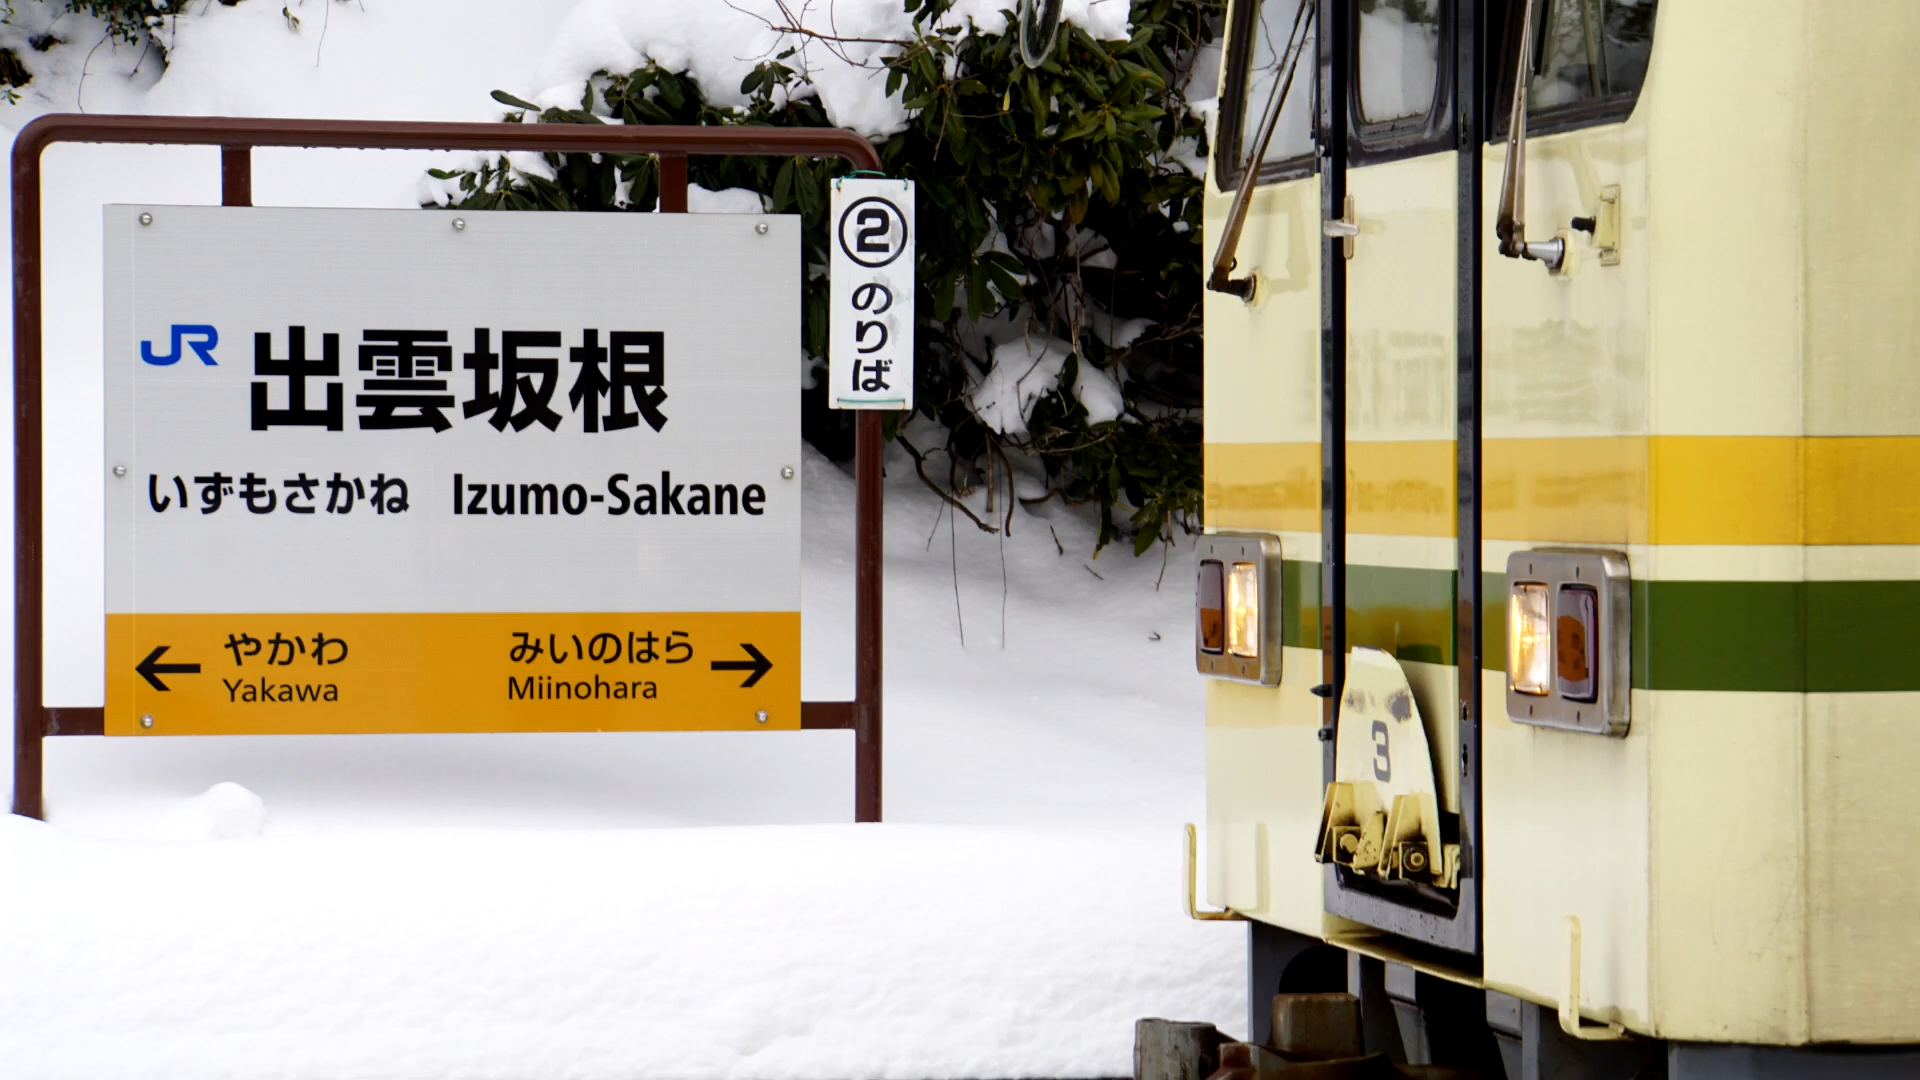 JR 出雲坂根
いずもさかね Izumo-Sakane
← やかわ みいのはら →
Yakawa Miinohara
②のりば
3